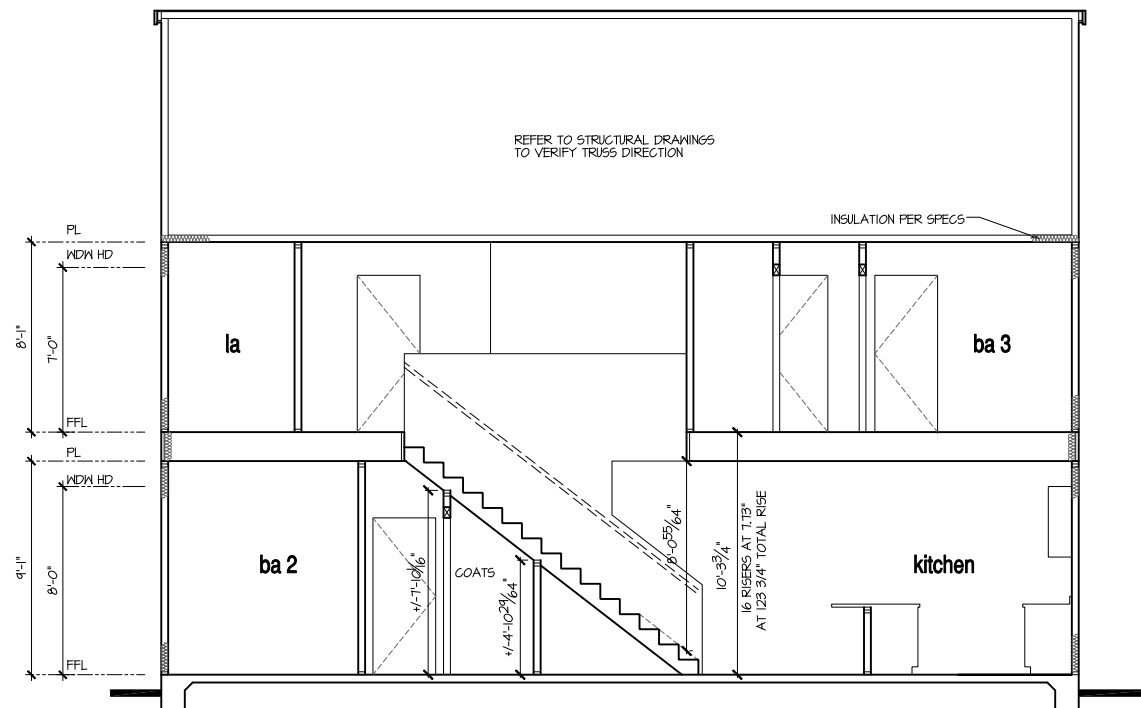 REFER TO STRUCTURAL DRAWINGS
TO VERIFY TRUSS DIRECTION
INSULATION PER SPECS
PL
WDW HD
8'-1"
7'-0"
la
ba 3
FFL
PL
WDW HD
9'-1"
8'-0"
ba 2
+/-7'-10/16"
COATS
+/-4'-10 29/64"
8'-0 55/64"
10'-3 3/4"
16 RISERS AT 7.73"
AT 123 3/4" TOTAL RISE
kitchen
FFL